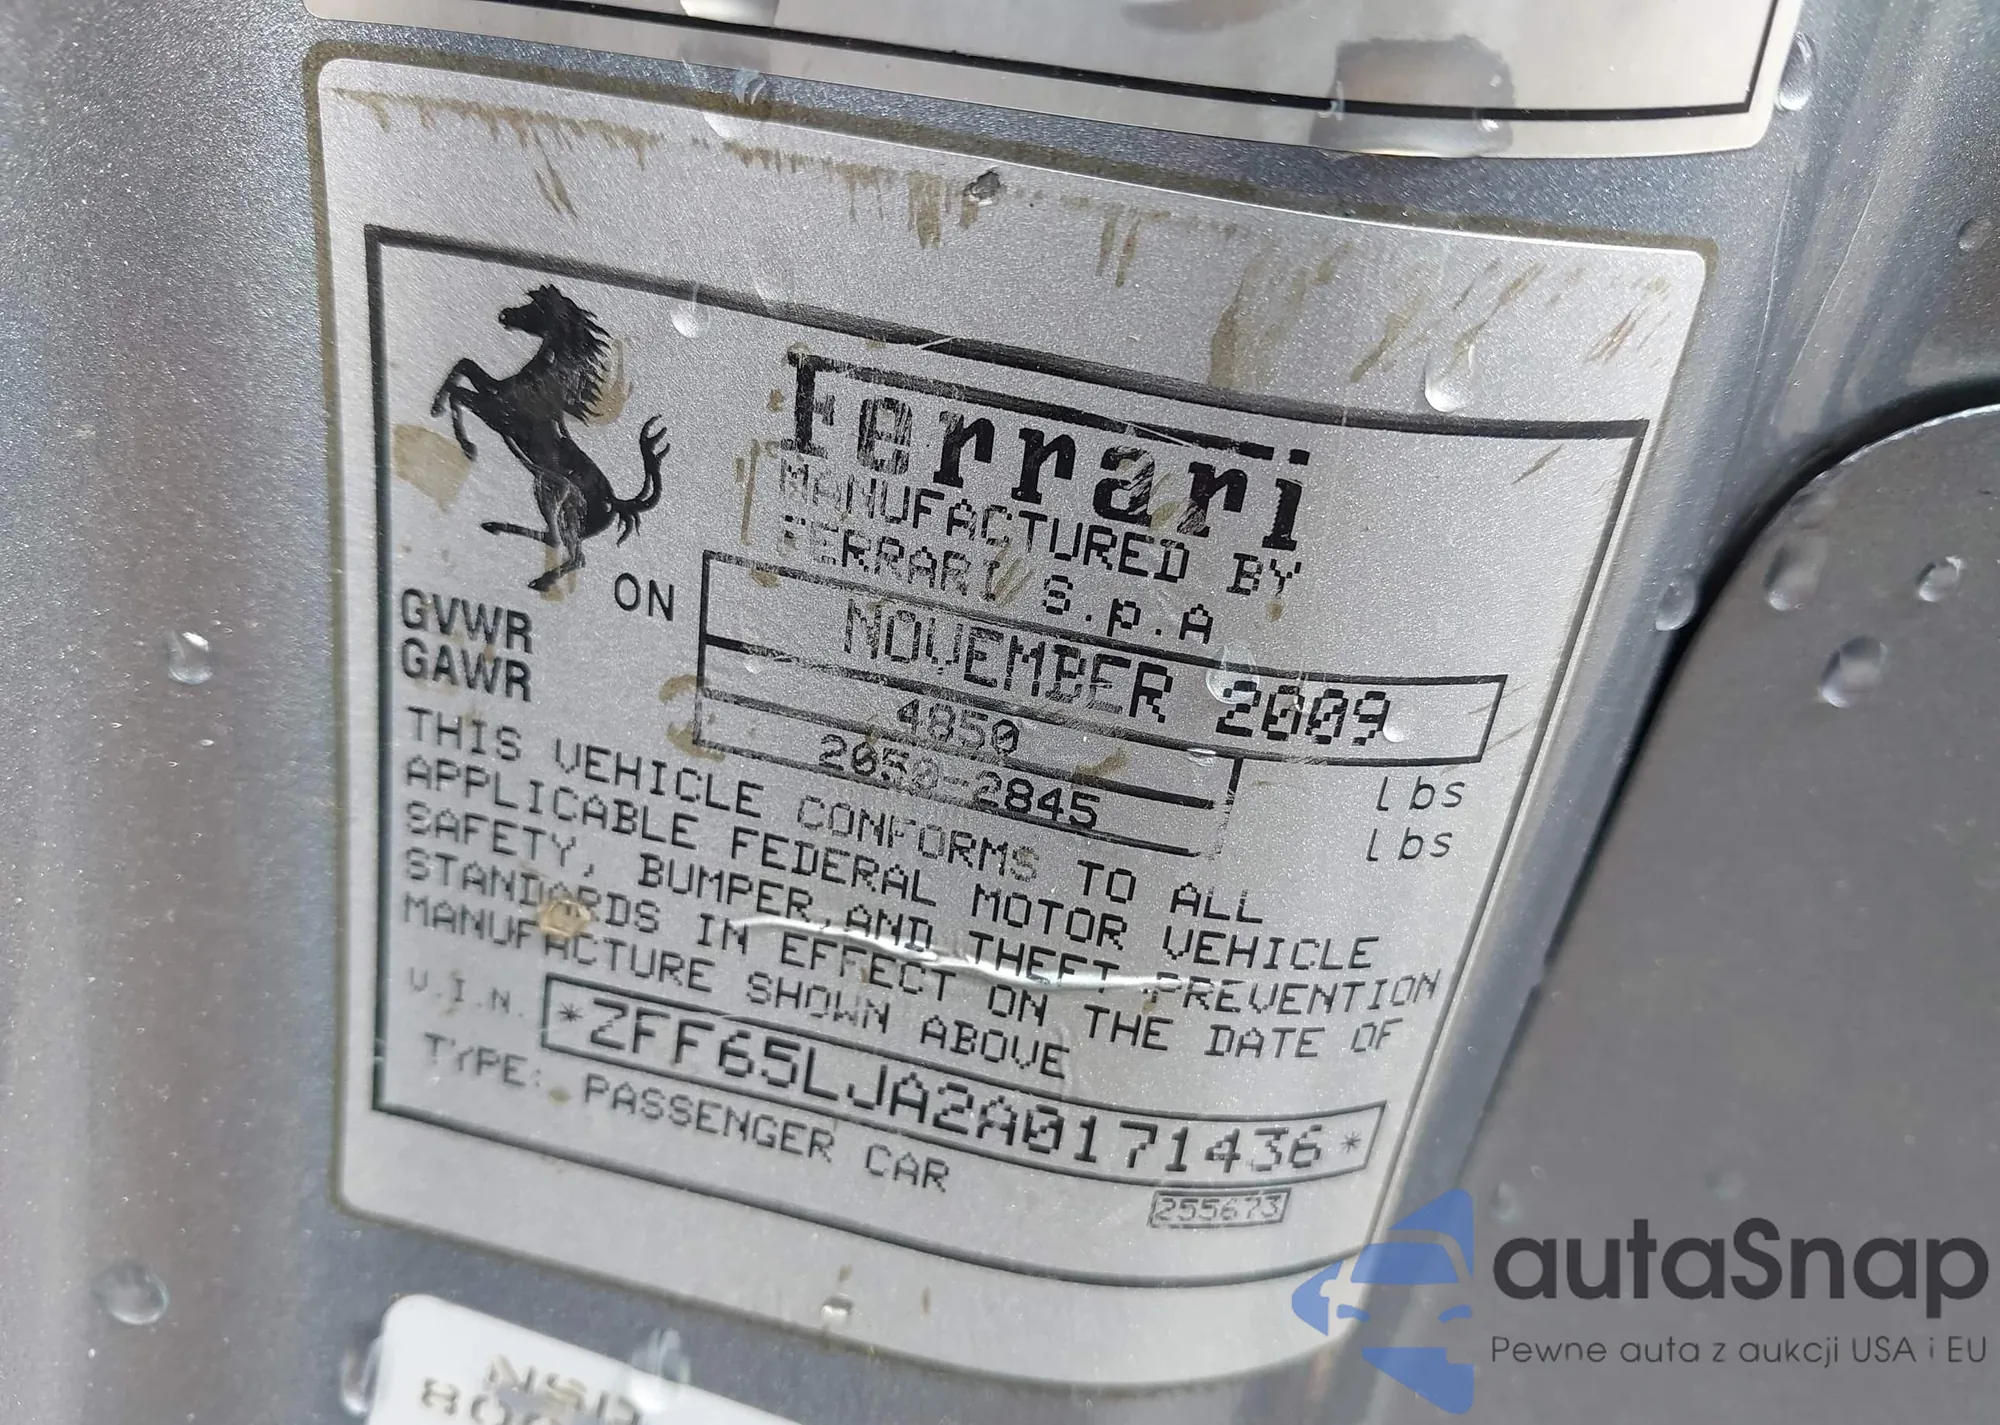 Ferrari
MANUFACTURED BY
FERRARI S.p.A
ON NOVEMBER 2009
GVWR 4850 lbs
GAWR 2050-2845 lbs
THIS VEHICLE CONFORMS TO ALL
APPLICABLE FEDERAL MOTOR VEHICLE
SAFETY, BUMPER, AND THEFT PREVENTION
STANDARDS IN EFFECT ON THE DATE OF
MANUFACTURE SHOWN ABOVE
V.I.N. *ZFF65LJA2A0171436*
TYPE: PASSENGER CAR
255673
autaSnap
Pewne auta z aukcji USA i EU
NSD